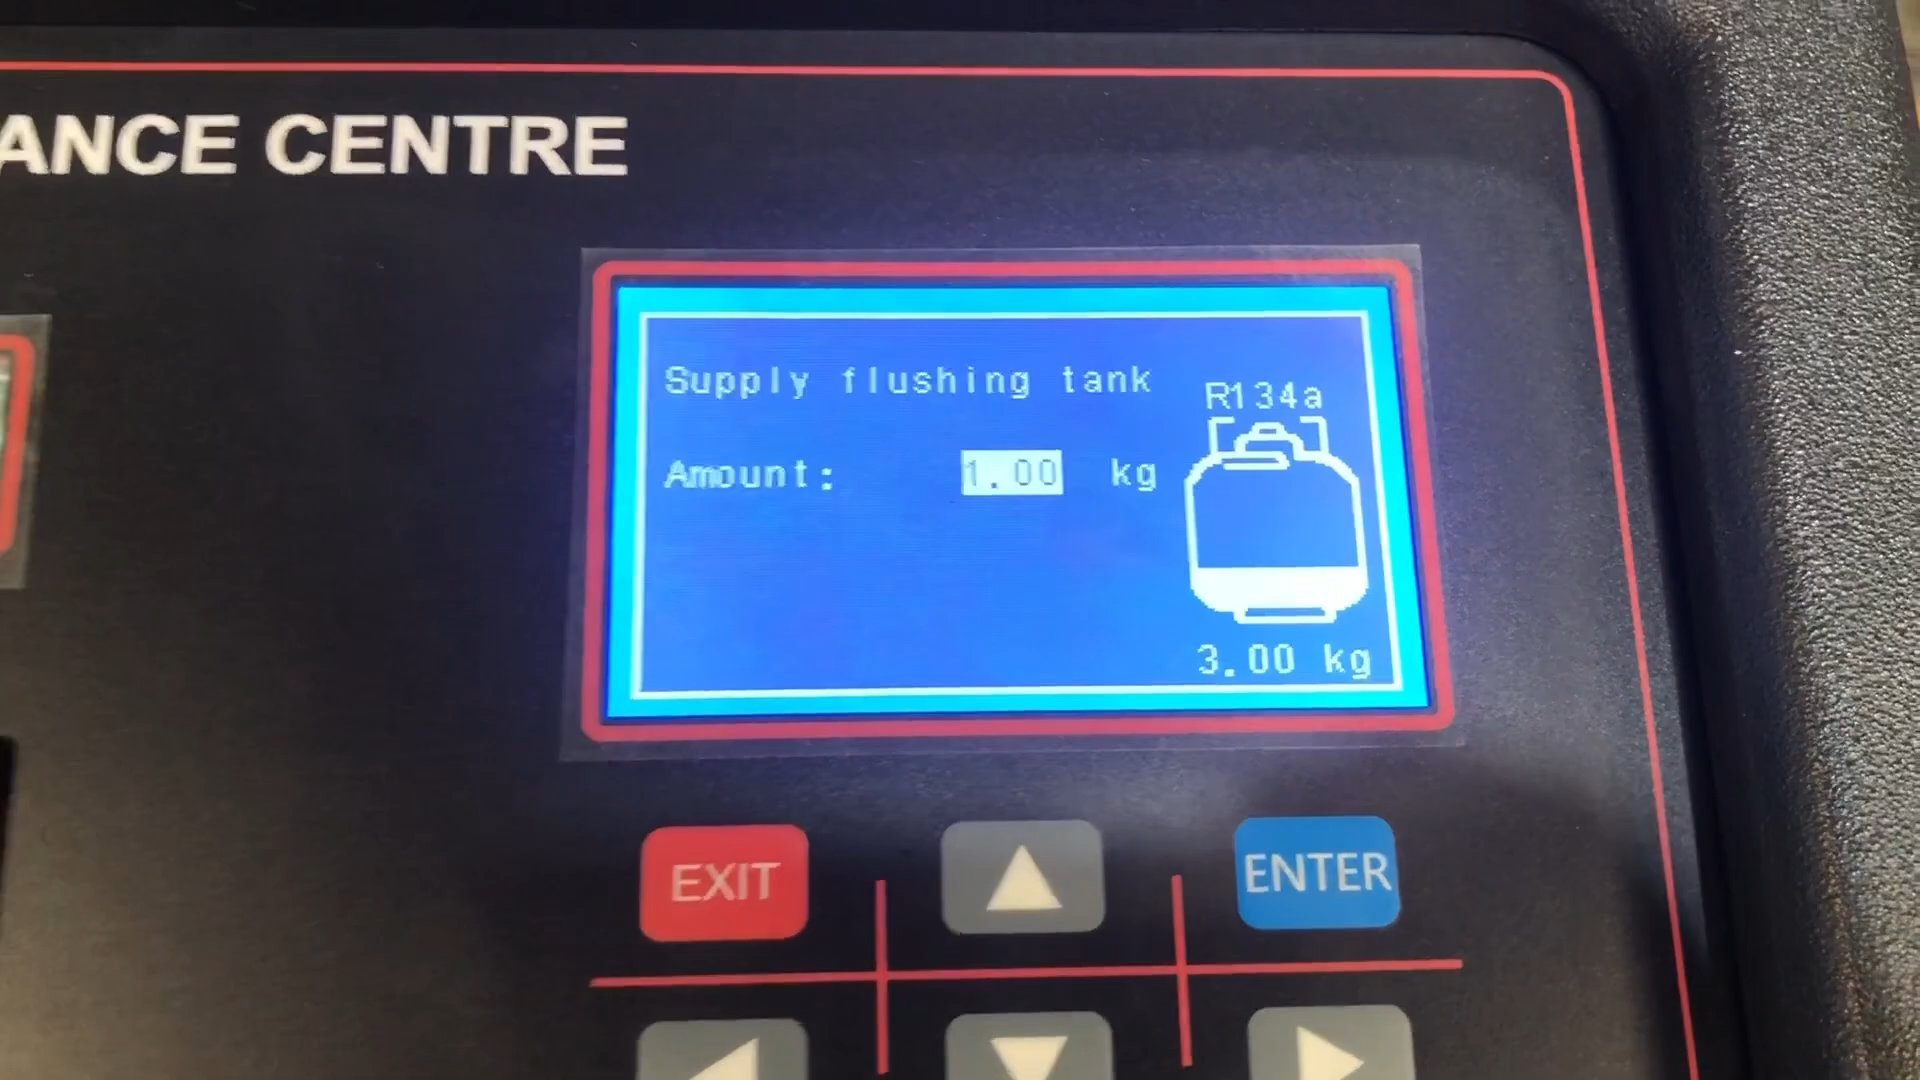 ANCE CENTRE
Supply flushing tank
R134a
Amount: 1.00 kg
3.00 kg
EXIT
ENTER